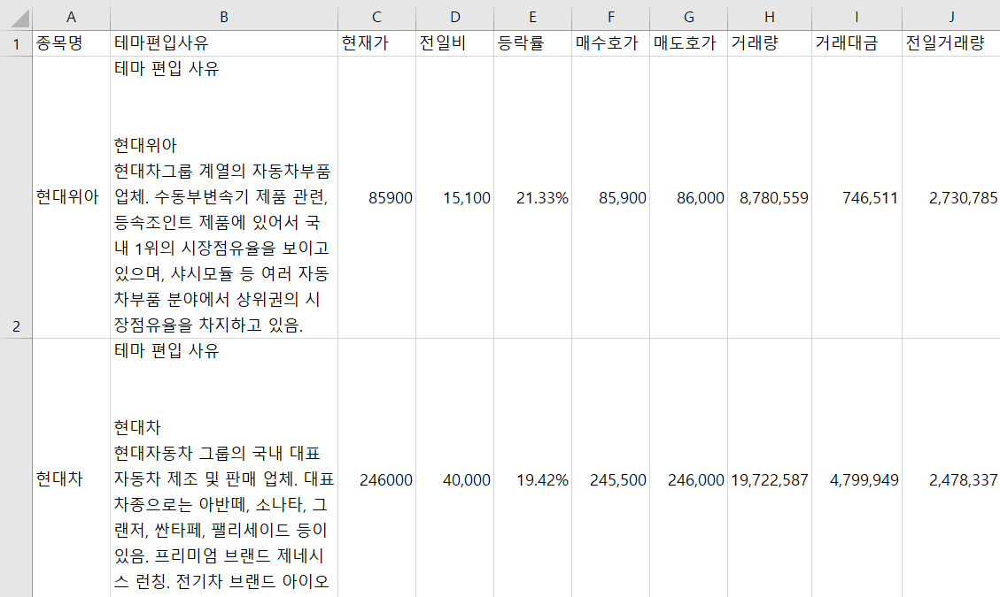 A B C D E F G H I J
1 종목명 테마편입사유 현재가 전일비 등락률 매수호가 매도호가 거래량 거래대금 전일거래량
테마 편입 사유
현대위아
현대차그룹 계열의 자동차부품
업체. 수동부변속기 제품 관련,
등속조인트 제품에 있어서 국
내 1위의 시장점유율을 보이고
있으며, 샤시모듈 등 여러 자동
차부품 분야에서 상위권의 시
장점유율을 차지하고 있음.
2 현대위아 85900 15,100 21.33% 85,900 86,000 8,780,559 746,511 2,730,785
테마 편입 사유
현대차
현대자동차 그룹의 국내 대표
자동차 제조 및 판매 업체. 대표
차종으로는 아반떼, 소나타, 그
랜저, 싼타페, 팰리세이드 등이
있음. 프리미엄 브랜드 제네시
스 런칭. 전기차 브랜드 아이오
현대차 246000 40,000 19.42% 245,500 246,000 19,722,587 4,799,949 2,478,337